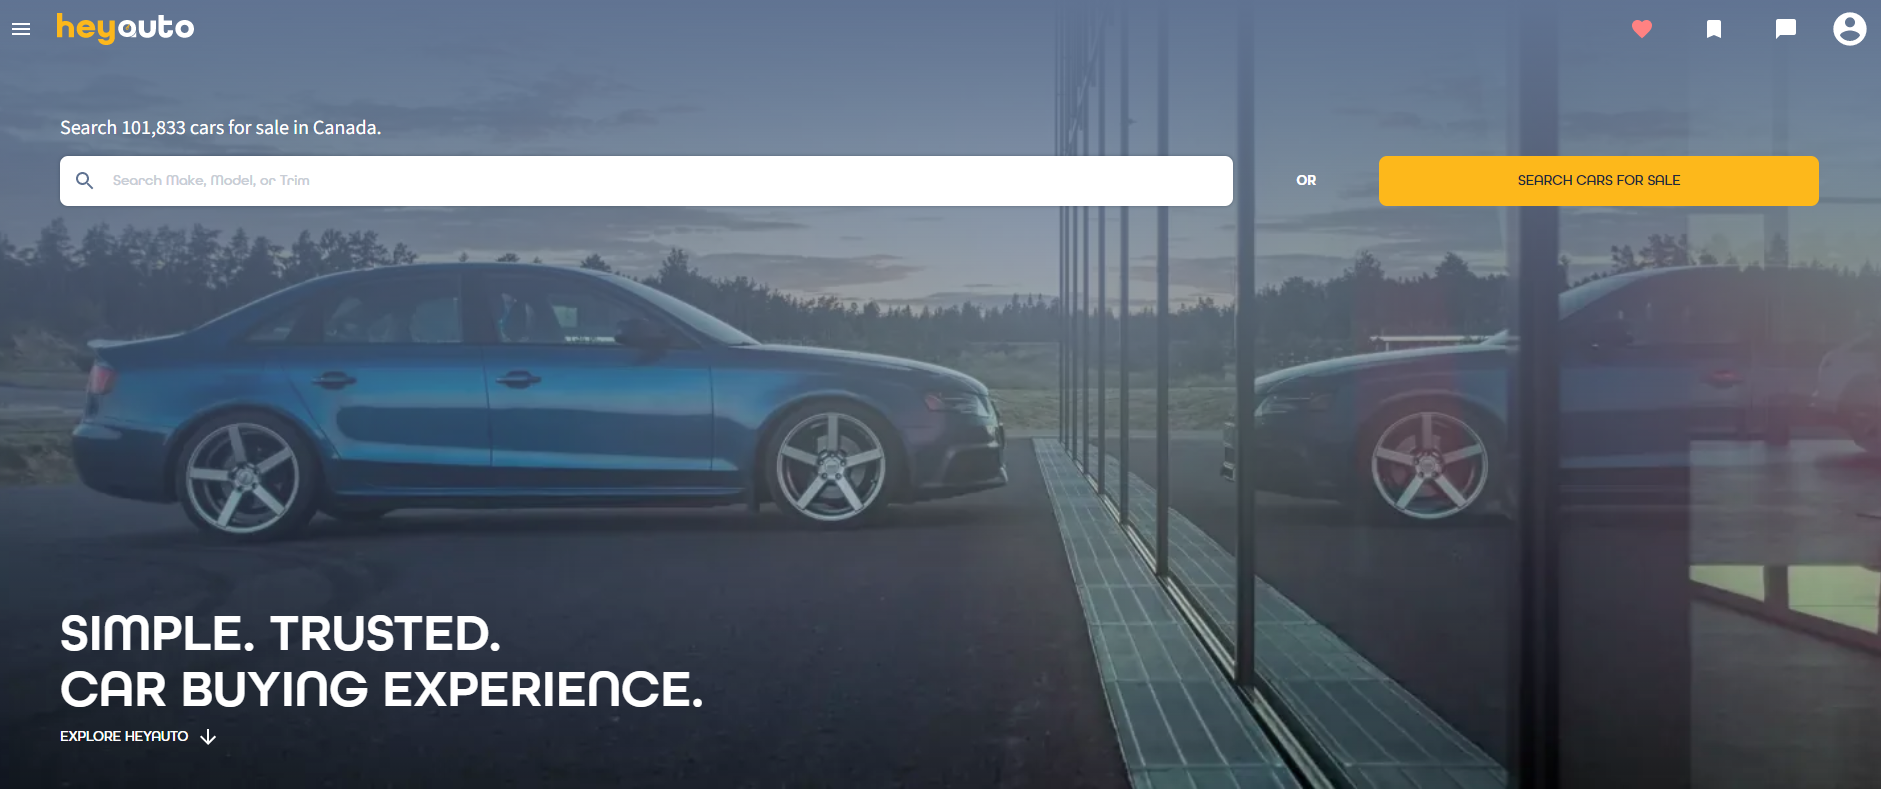 heyauto
Search 101,833 cars for sale in Canada.
Search Make, Model, or Trim
OR
SEARCH CARS FOR SALE
SIMPLE. TRUSTED.
CAR BUYING EXPERIENCE.
EXPLORE HEYAUTO